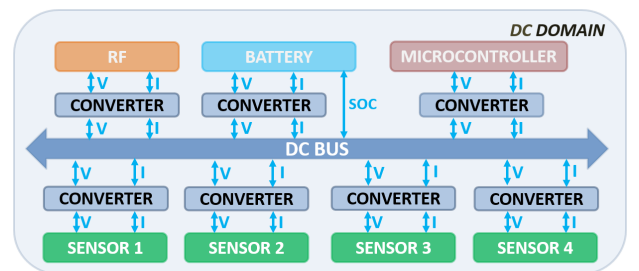 DC DOMAIN
RF BATTERY MICROCONTROLLER
V I V I SOC V I
CONVERTER CONVERTER CONVERTER
V I V I V I
DC BUS
V I V I V I V I
CONVERTER CONVERTER CONVERTER CONVERTER
V I V I V I V I
SENSOR 1 SENSOR 2 SENSOR 3 SENSOR 4